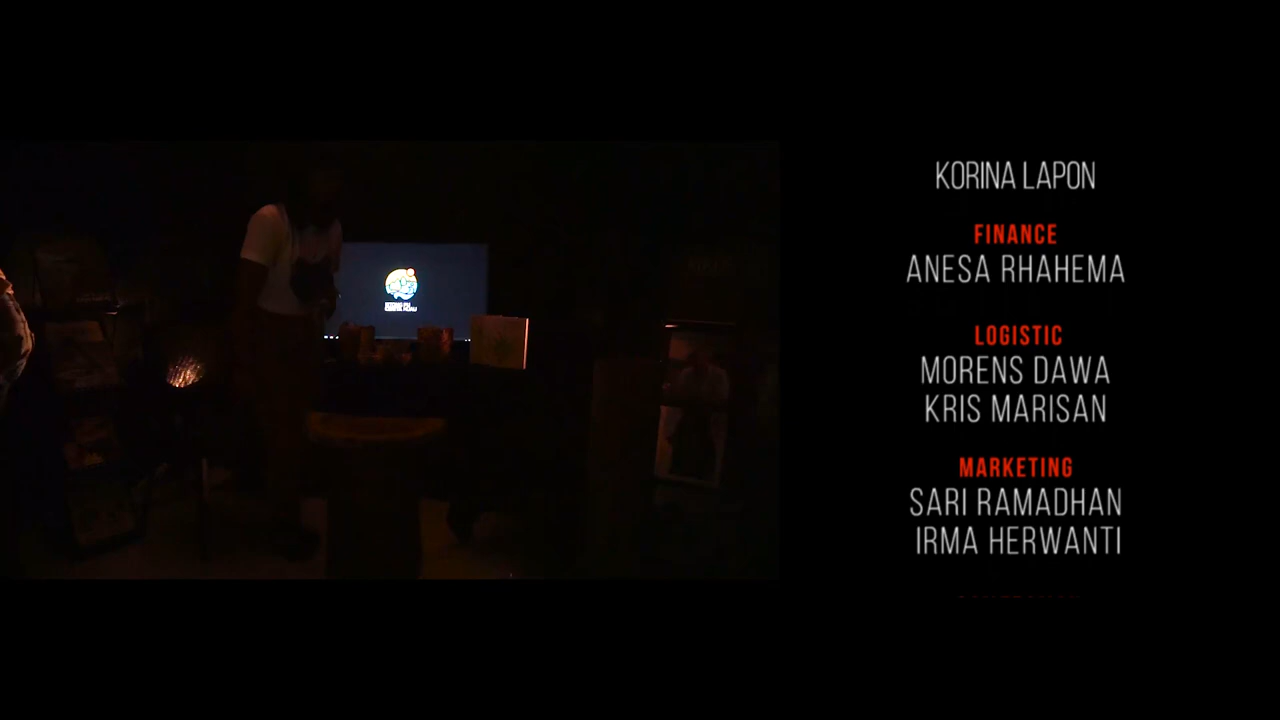 KORINA LAPON
FINANCE
ANESA RHAHEMA
LOGISTIC
MORENS DAWA
KRIS MARISAN
MARKETING
SARI RAMADHAN
IRMA HERWANTI